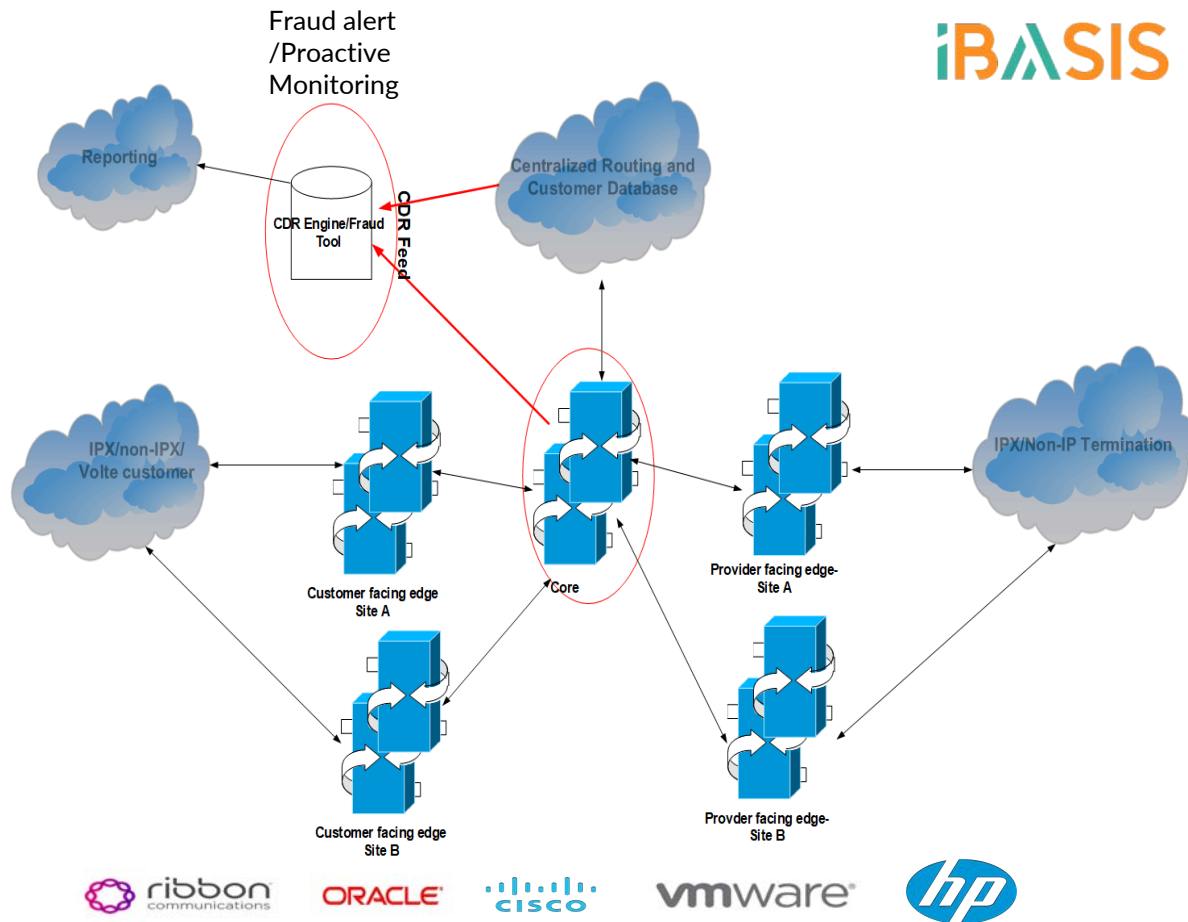 Fraud alert
/Proactive
Monitoring
iBASIS
Reporting
Centralized Routing and
Customer Database
CDR Engine/Fraud
Tool
CDR Feed
IPX/non-IPX/
Volte customer
IPX/Non-IP Termination
Customer facing edge
Site A
Core
Provider facing edge-
Site A
Customer facing edge
Site B
Provder facing edge-
Site B
ribbon
communications
ORACLE
CISCO
vmware
hp